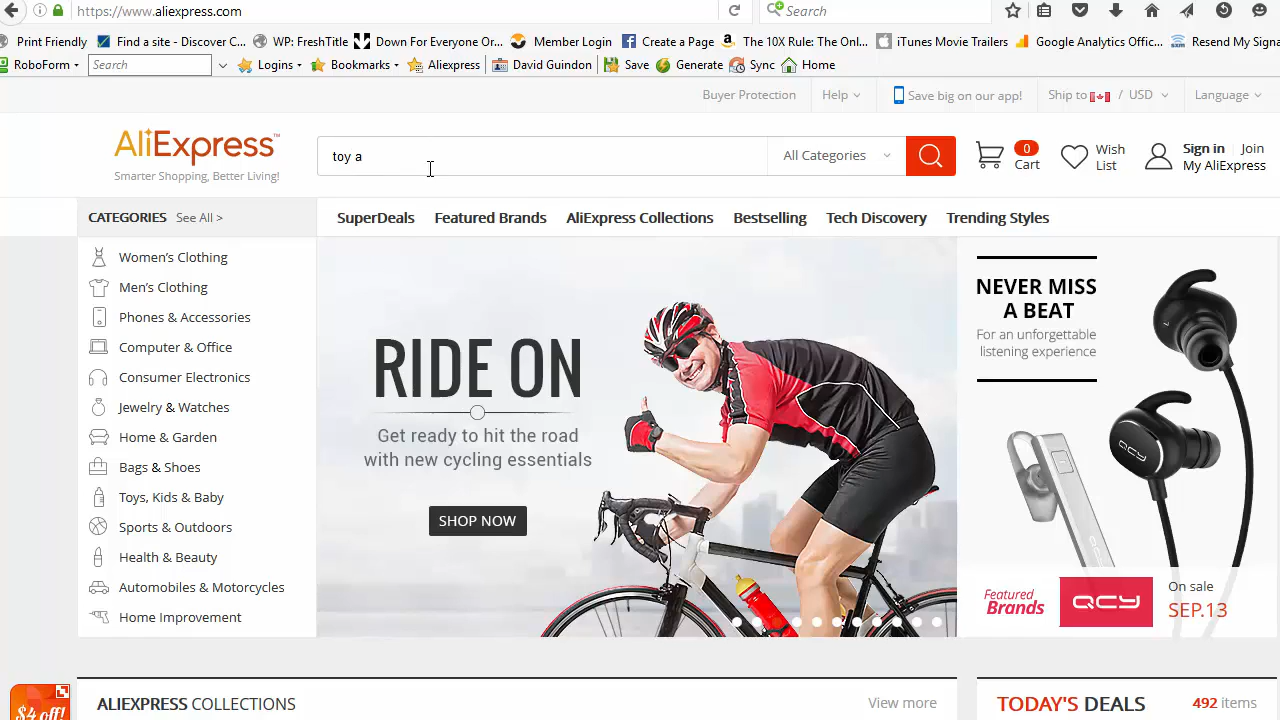 https://www.aliexpress.com
Search
Print Friendly
Find a site - Discover C...
WP: FreshTitle
Down For Everyone Or...
Member Login
Create a Page
The 10X Rule: The Onl...
iTunes Movie Trailers
Google Analytics Offic...
Resend My Signa
RoboForm
Search
Logins
Bookmarks
Aliexpress
David Guindon
Save
Generate
Sync
Home
Buyer Protection
Help
Save big on our app!
Ship to / USD
Language
AliExpress™
Smarter Shopping, Better Living!
toy a
All Categories
0
Cart
Wish
List
Sign in Join
My AliExpress
CATEGORIES See All >
SuperDeals
Featured Brands
AliExpress Collections
Bestselling
Tech Discovery
Trending Styles
Women's Clothing
Men's Clothing
Phones & Accessories
Computer & Office
Consumer Electronics
Jewelry & Watches
Home & Garden
Bags & Shoes
Toys, Kids & Baby
Sports & Outdoors
Health & Beauty
Automobiles & Motorcycles
Home Improvement
RIDE ON
Get ready to hit the road
with new cycling essentials
SHOP NOW
NEVER MISS
A BEAT
For an unforgettable
listening experience
QCY
QCY
Featured
Brands
QCY
On sale
SEP.13
$4 off!
ALIEXPRESS COLLECTIONS
View more
TODAY'S DEALS
492 items